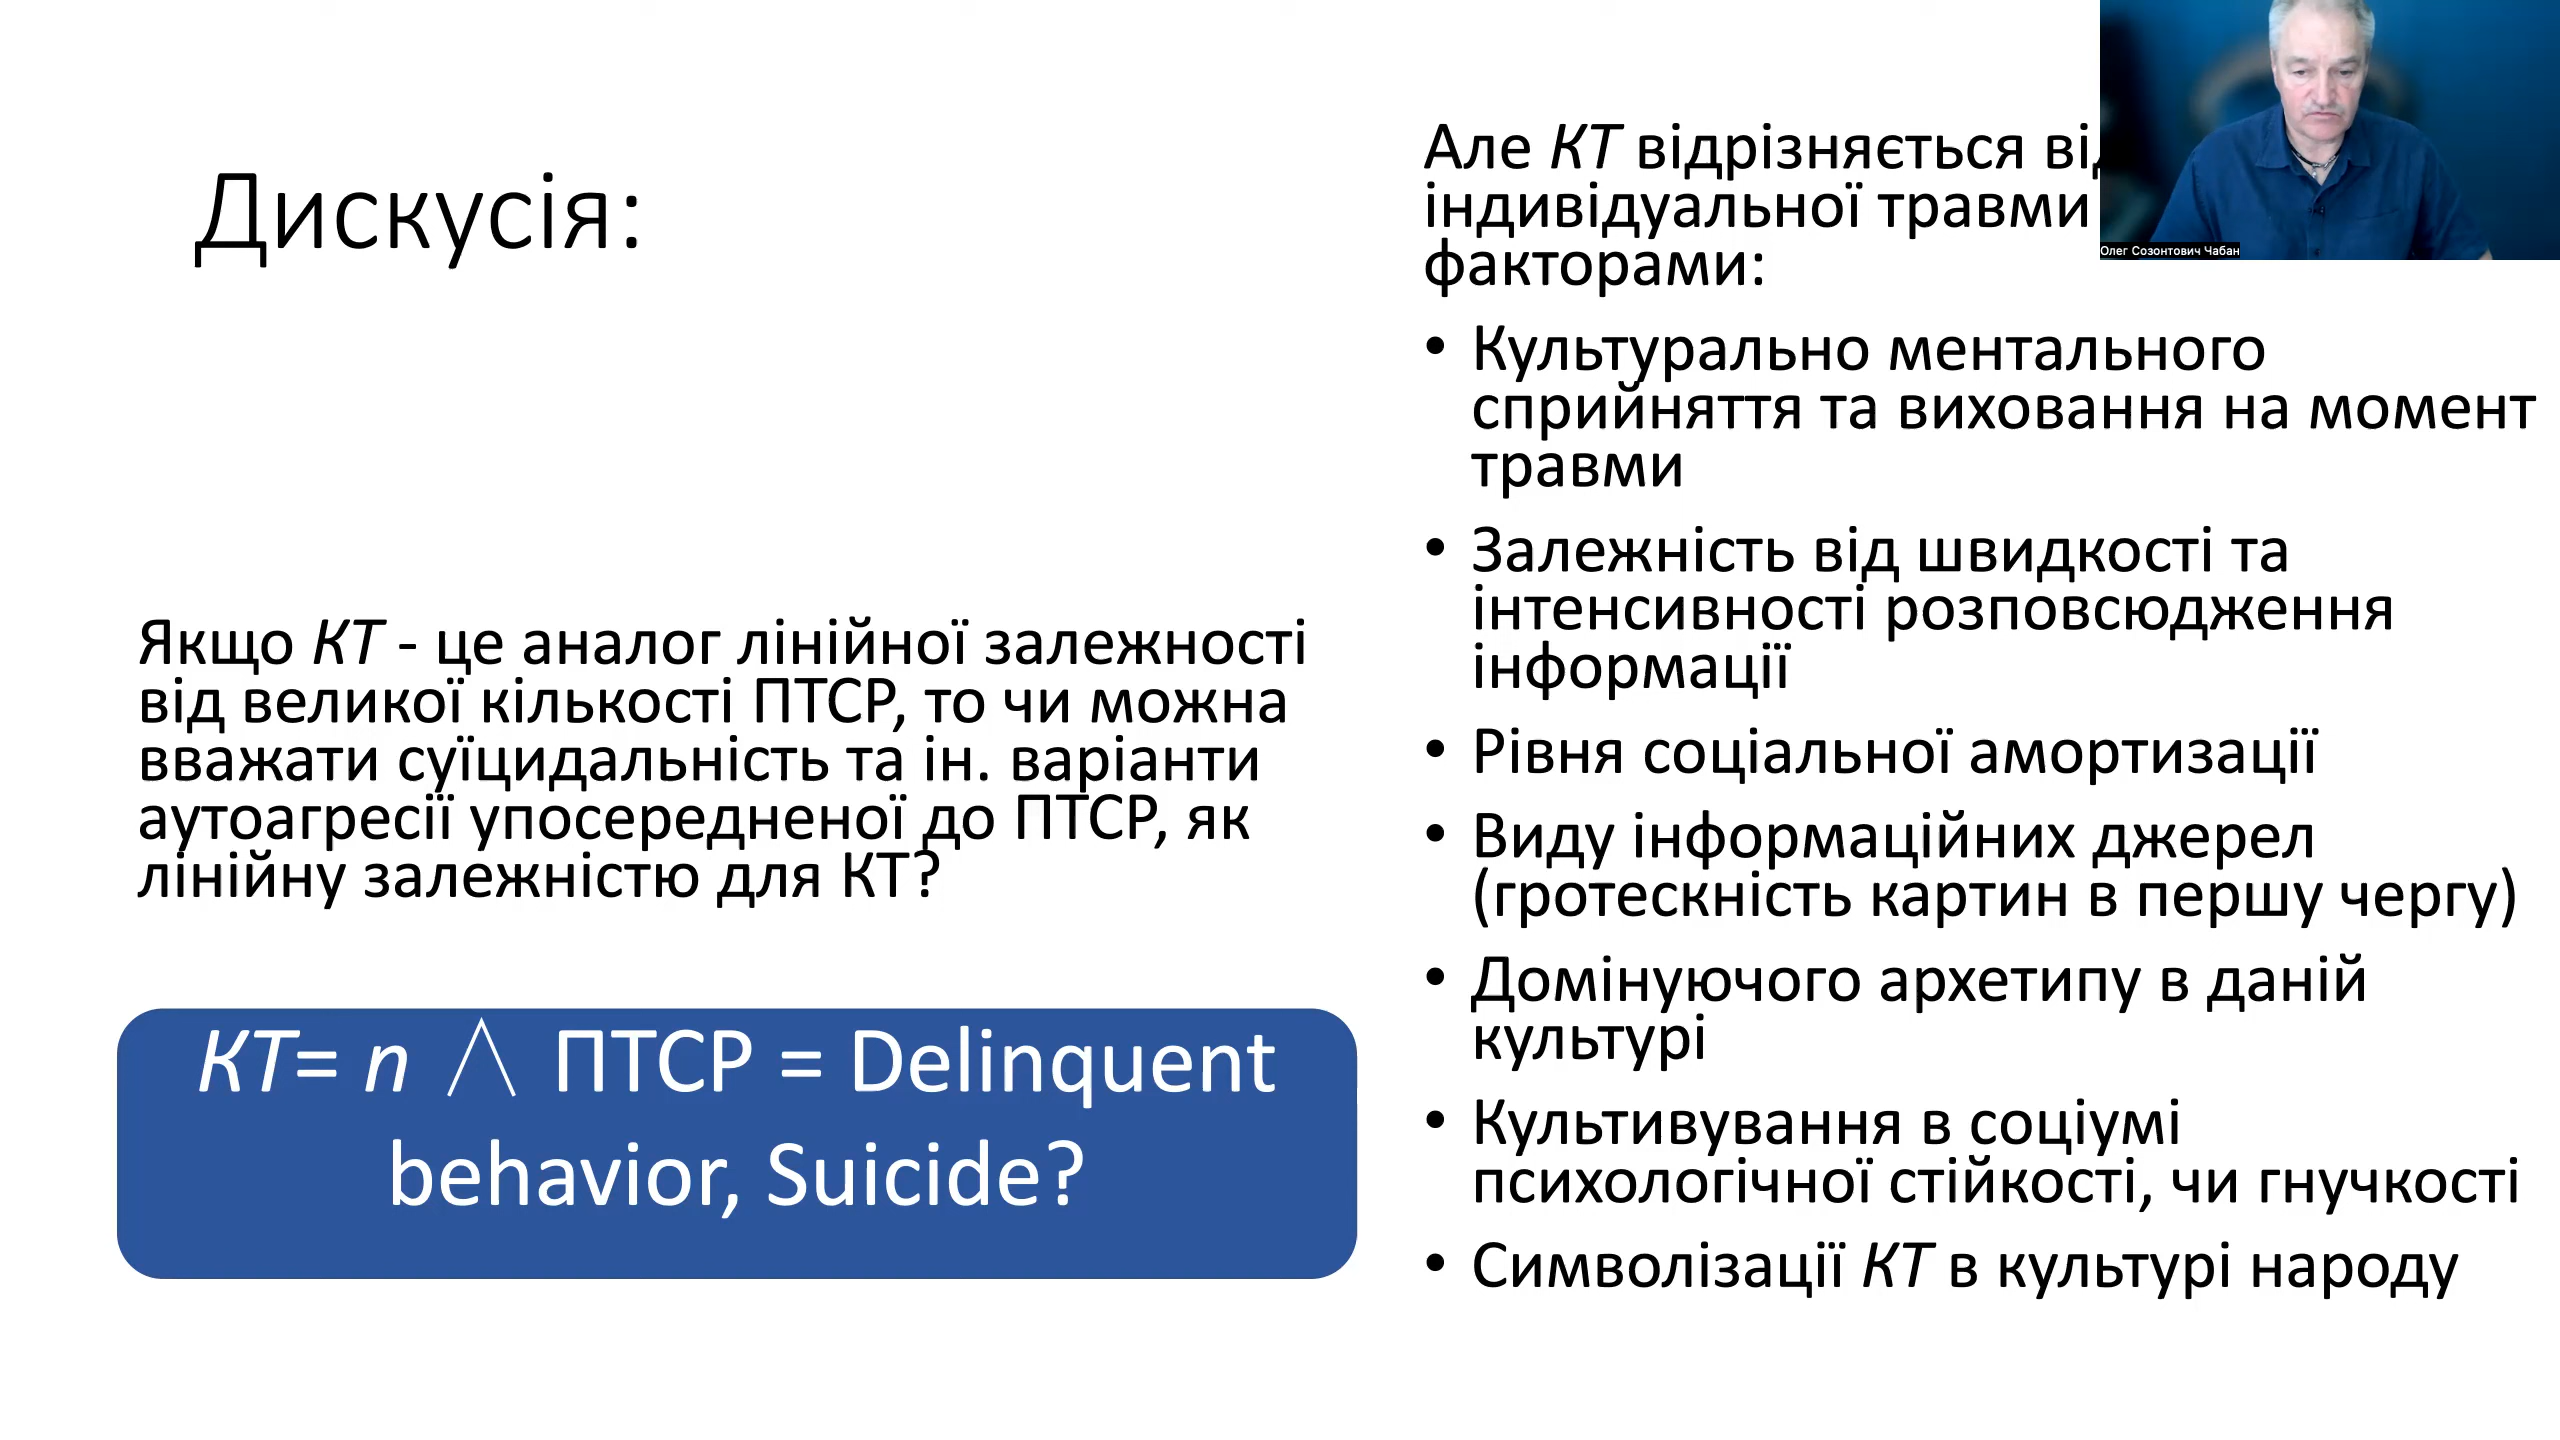 Дискусія:
Якщо КТ - це аналог лінійної залежності
від великої кількості ПТСР, то чи можна
вважати суїцидальність та ін. варіанти
аутоагресії упосередненої до ПТСР, як
лінійну залежністю для КТ?
КТ= n ∧ ПТСР = Delinquent
behavior, Suicide?
Але КТ відрізняється
індивідуальної травми
факторами:
• Культурально ментального
сприйняття та виховання на момент
травми
• Залежність від швидкості та
інтенсивності розповсюдження
інформації
• Рівня соціальної амортизації
• Виду інформаційних джерел
(гротескність картин в першу чергу)
• Домінуючого архетипу в даній
культурі
• Культивування в соціумі
психологічної стійкості, чи гнучкості
• Символізації КТ в культурі народу
Олег Созонтович Чабан